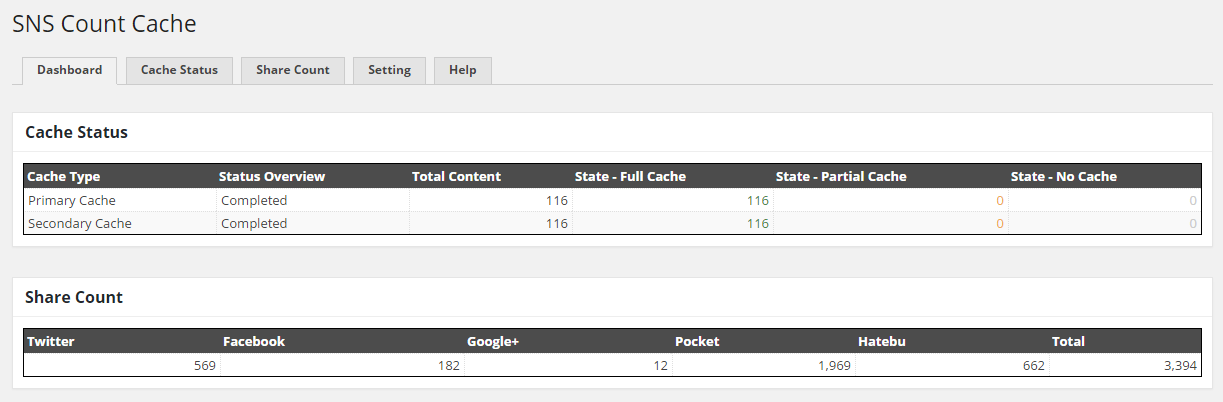 SNS Count Cache
Dashboard Cache Status Share Count Setting Help
Cache Status
Cache Type Status Overview Total Content State - Full Cache State - Partial Cache State - No Cache
Primary Cache Completed 116 116 0 0
Secondary Cache Completed 116 116 0 0
Share Count
Twitter Facebook Google+ Pocket Hatebu Total
569 182 12 1,969 662 3,394